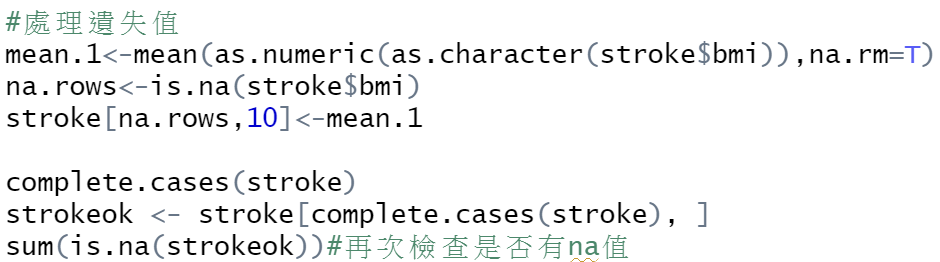 #處理遺失值
mean.1<-mean(as.numeric(as.character(stroke$bmi)),na.rm=T)
na.rows<-is.na(stroke$bmi)
stroke[na.rows,10]<-mean.1
complete.cases(stroke)
strokeok <- stroke[complete.cases(stroke), ]
sum(is.na(strokeok))#再次檢查是否有na值